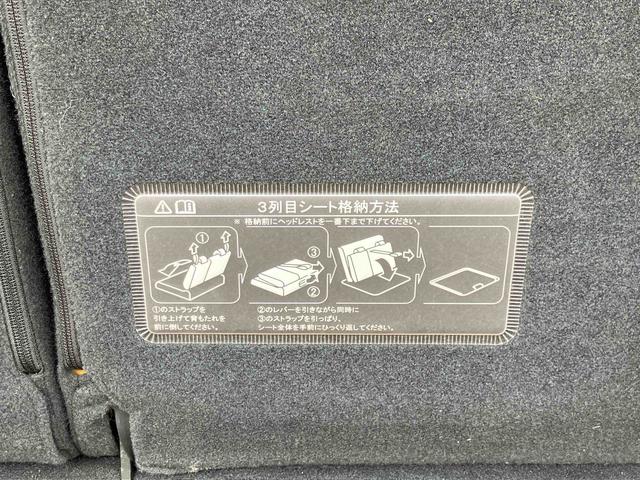 3列目シート格納方法
※ 格納前にヘッドレストを一番下まで下げてください。
①
③
②
①のストラップを
引き上げて背もたれを
前に倒してください。
②のレバーを引きながら同時に
③のストラップを引っぱり、
シート全体を手前にひっくり返してください。